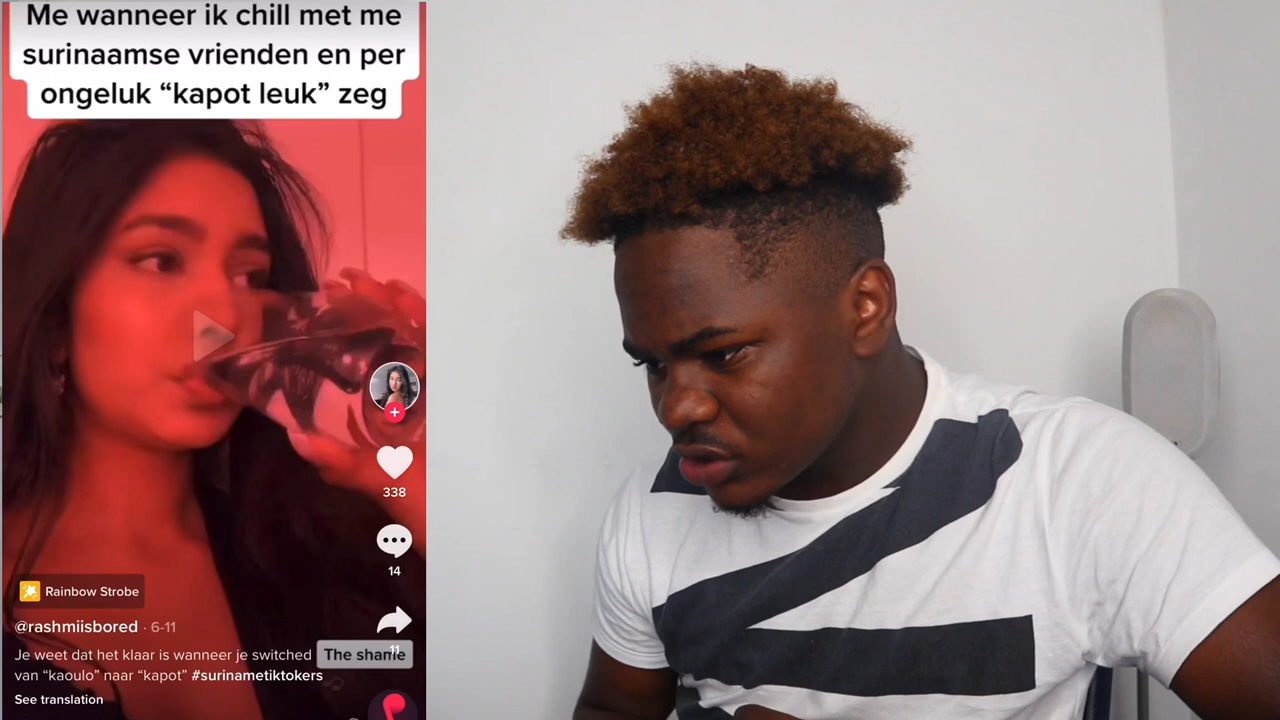 Me wanneer ik chill met me
surinaamse vrienden en per
ongeluk “kapot leuk” zeg
338
14
11
Rainbow Strobe
@rashmiisbored · 6-11
Je weet dat het klaar is wanneer je switched
The shame
van “kaoulo” naar “kapot” #surinametiktokers
See translation